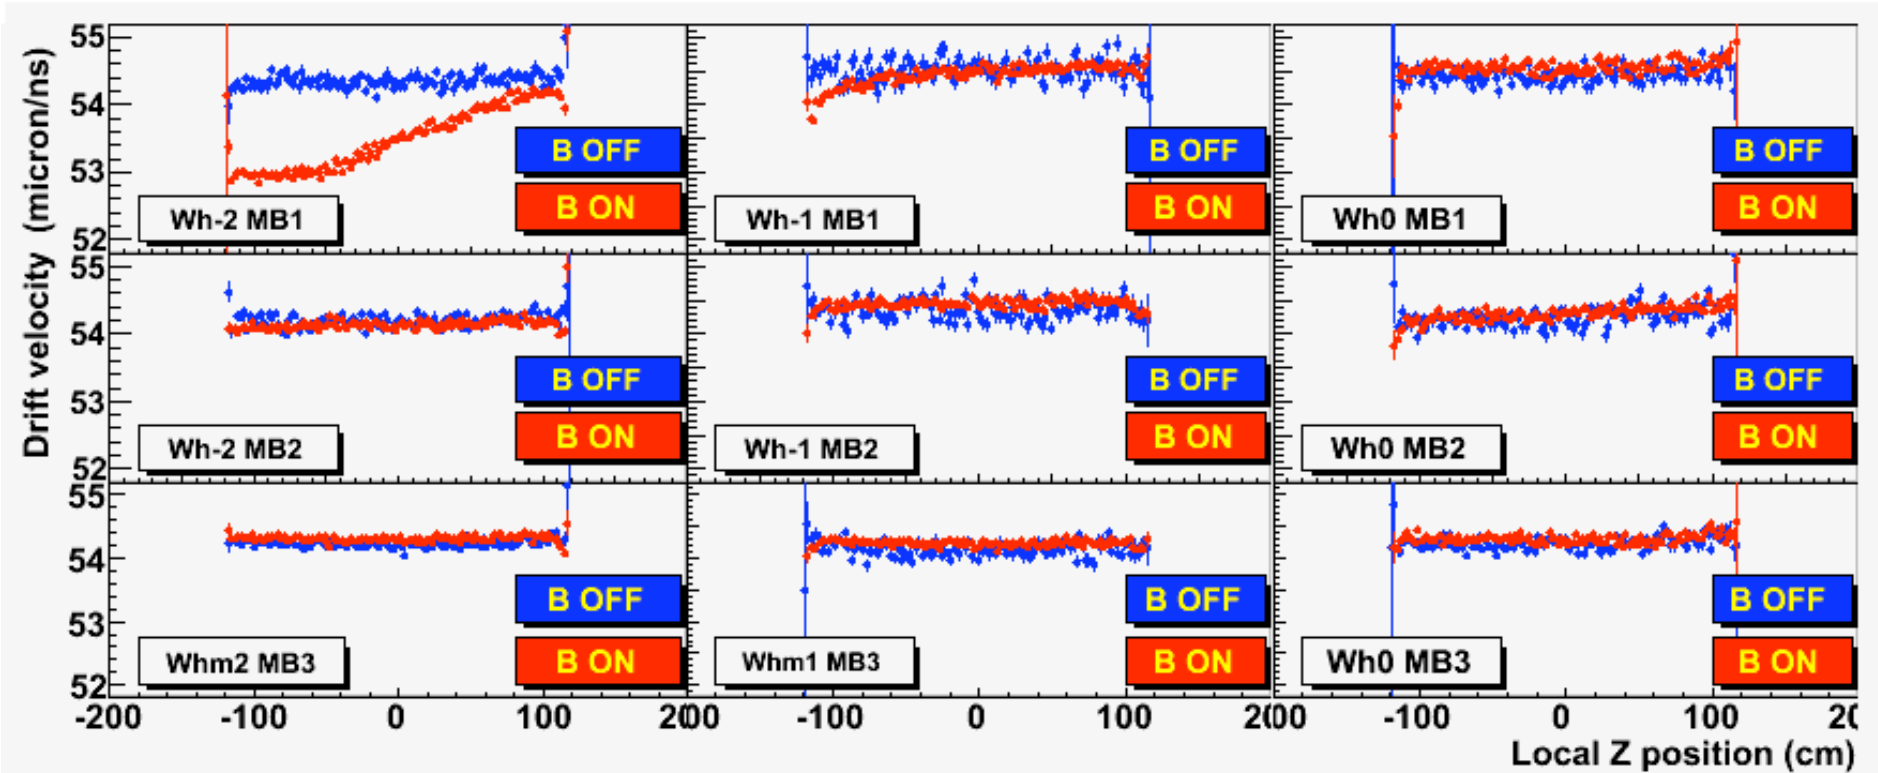 Drift velocity (micron/ns)
55
54
53
52
B OFF
B ON
Wh-2 MB1
B OFF
B ON
Wh-1 MB1
B OFF
B ON
Wh0 MB1
55
54
53
52
B OFF
B ON
Wh-2 MB2
B OFF
B ON
Wh-1 MB2
B OFF
B ON
Wh0 MB2
55
54
53
52
B OFF
B ON
Whm2 MB3
B OFF
B ON
Whm1 MB3
B OFF
B ON
Wh0 MB3
-200 -100 0 100 200 -100 0 100 200 -100 0 100 20
Local Z position (cm)